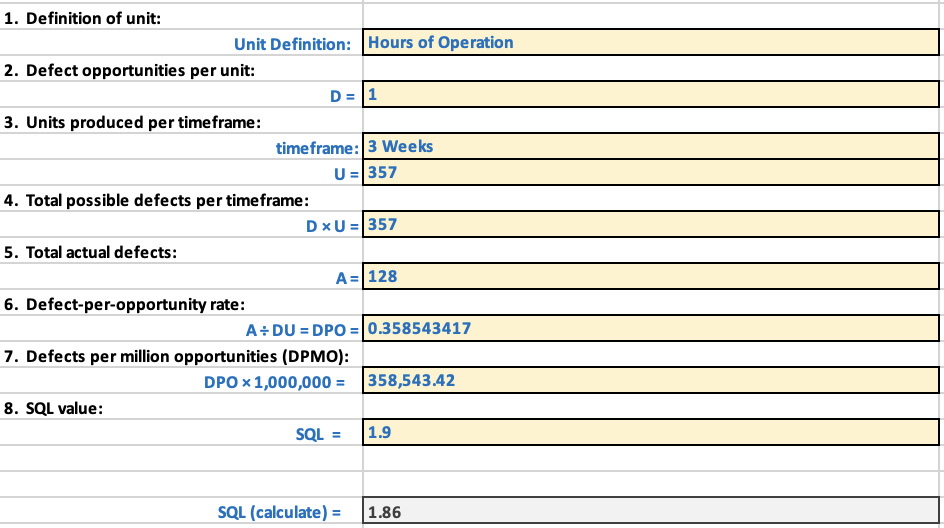 1. Definition of unit:
Unit Definition: Hours of Operation
2. Defect opportunities per unit:
D = 1
3. Units produced per timeframe:
timeframe: 3 Weeks
U = 357
4. Total possible defects per timeframe:
D × U = 357
5. Total actual defects:
A = 128
6. Defect-per-opportunity rate:
A ÷ DU = DPO = 0.358543417
7. Defects per million opportunities (DPMO):
DPO × 1,000,000 = 358,543.42
8. SQL value:
SQL = 1.9
SQL (calculate) = 1.86